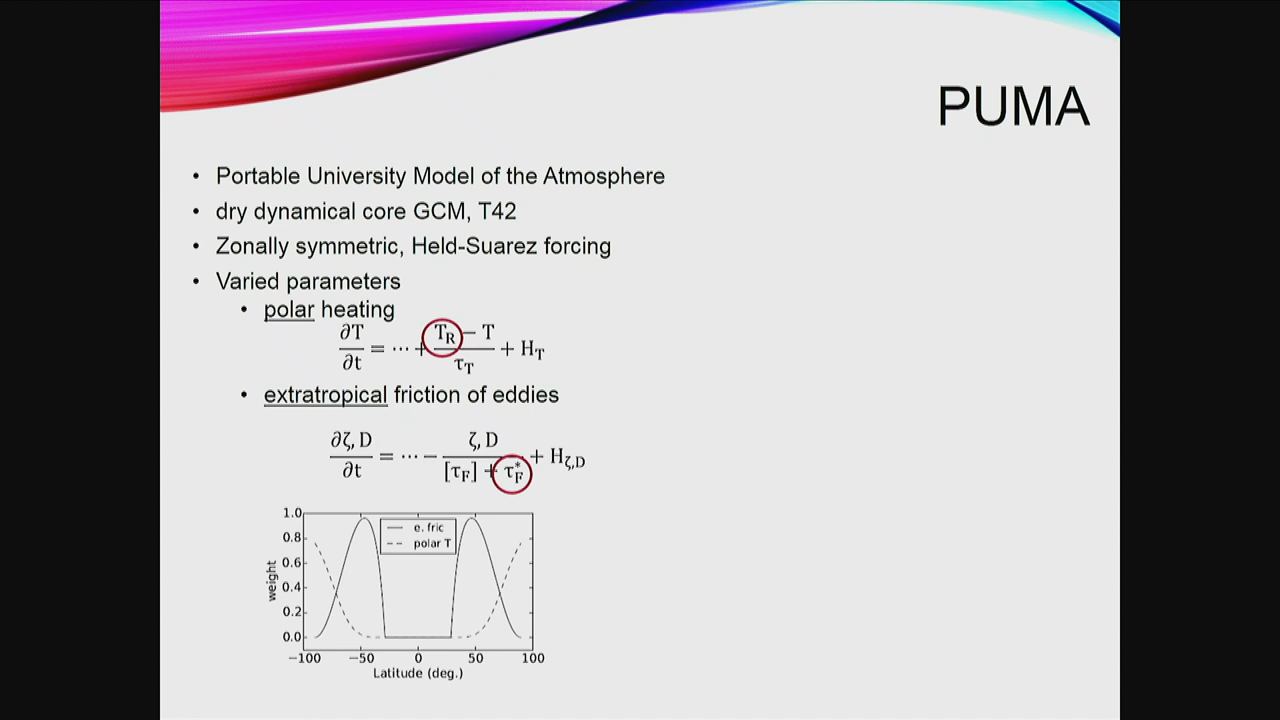 PUMA
• Portable University Model of the Atmosphere
• dry dynamical core GCM, T42
• Zonally symmetric, Held-Suarez forcing
• Varied parameters
• polar heating
∂T/∂t = ⋯ + (T_R − T)/τ_T + H_T
• extratropical friction of eddies
∂ζ, D/∂t = ⋯ − ζ, D/([τ_F] + τ_F^*) + H_ζ,D
1.0
0.8
0.6
0.4
0.2
0.0
weight
e. fric
polar T
−100 −50 0 50 100
Latitude (deg.)